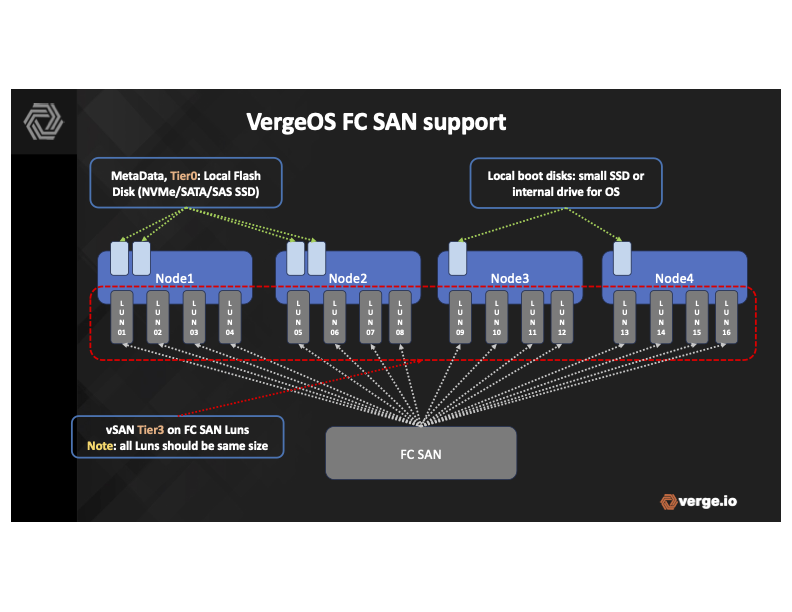 VergeOS FC SAN support
MetaData, Tier0: Local Flash
Disk (NVMe/SATA/SAS SSD)
Local boot disks: small SSD or
internal drive for OS
Node1
Node2
Node3
Node4
LUN 01
LUN 02
LUN 03
LUN 04
LUN 05
LUN 06
LUN 07
LUN 08
LUN 09
LUN 10
LUN 11
LUN 12
LUN 13
LUN 14
LUN 15
LUN 16
vSAN Tier3 on FC SAN Luns
Note: all Luns should be same size
FC SAN
verge.io